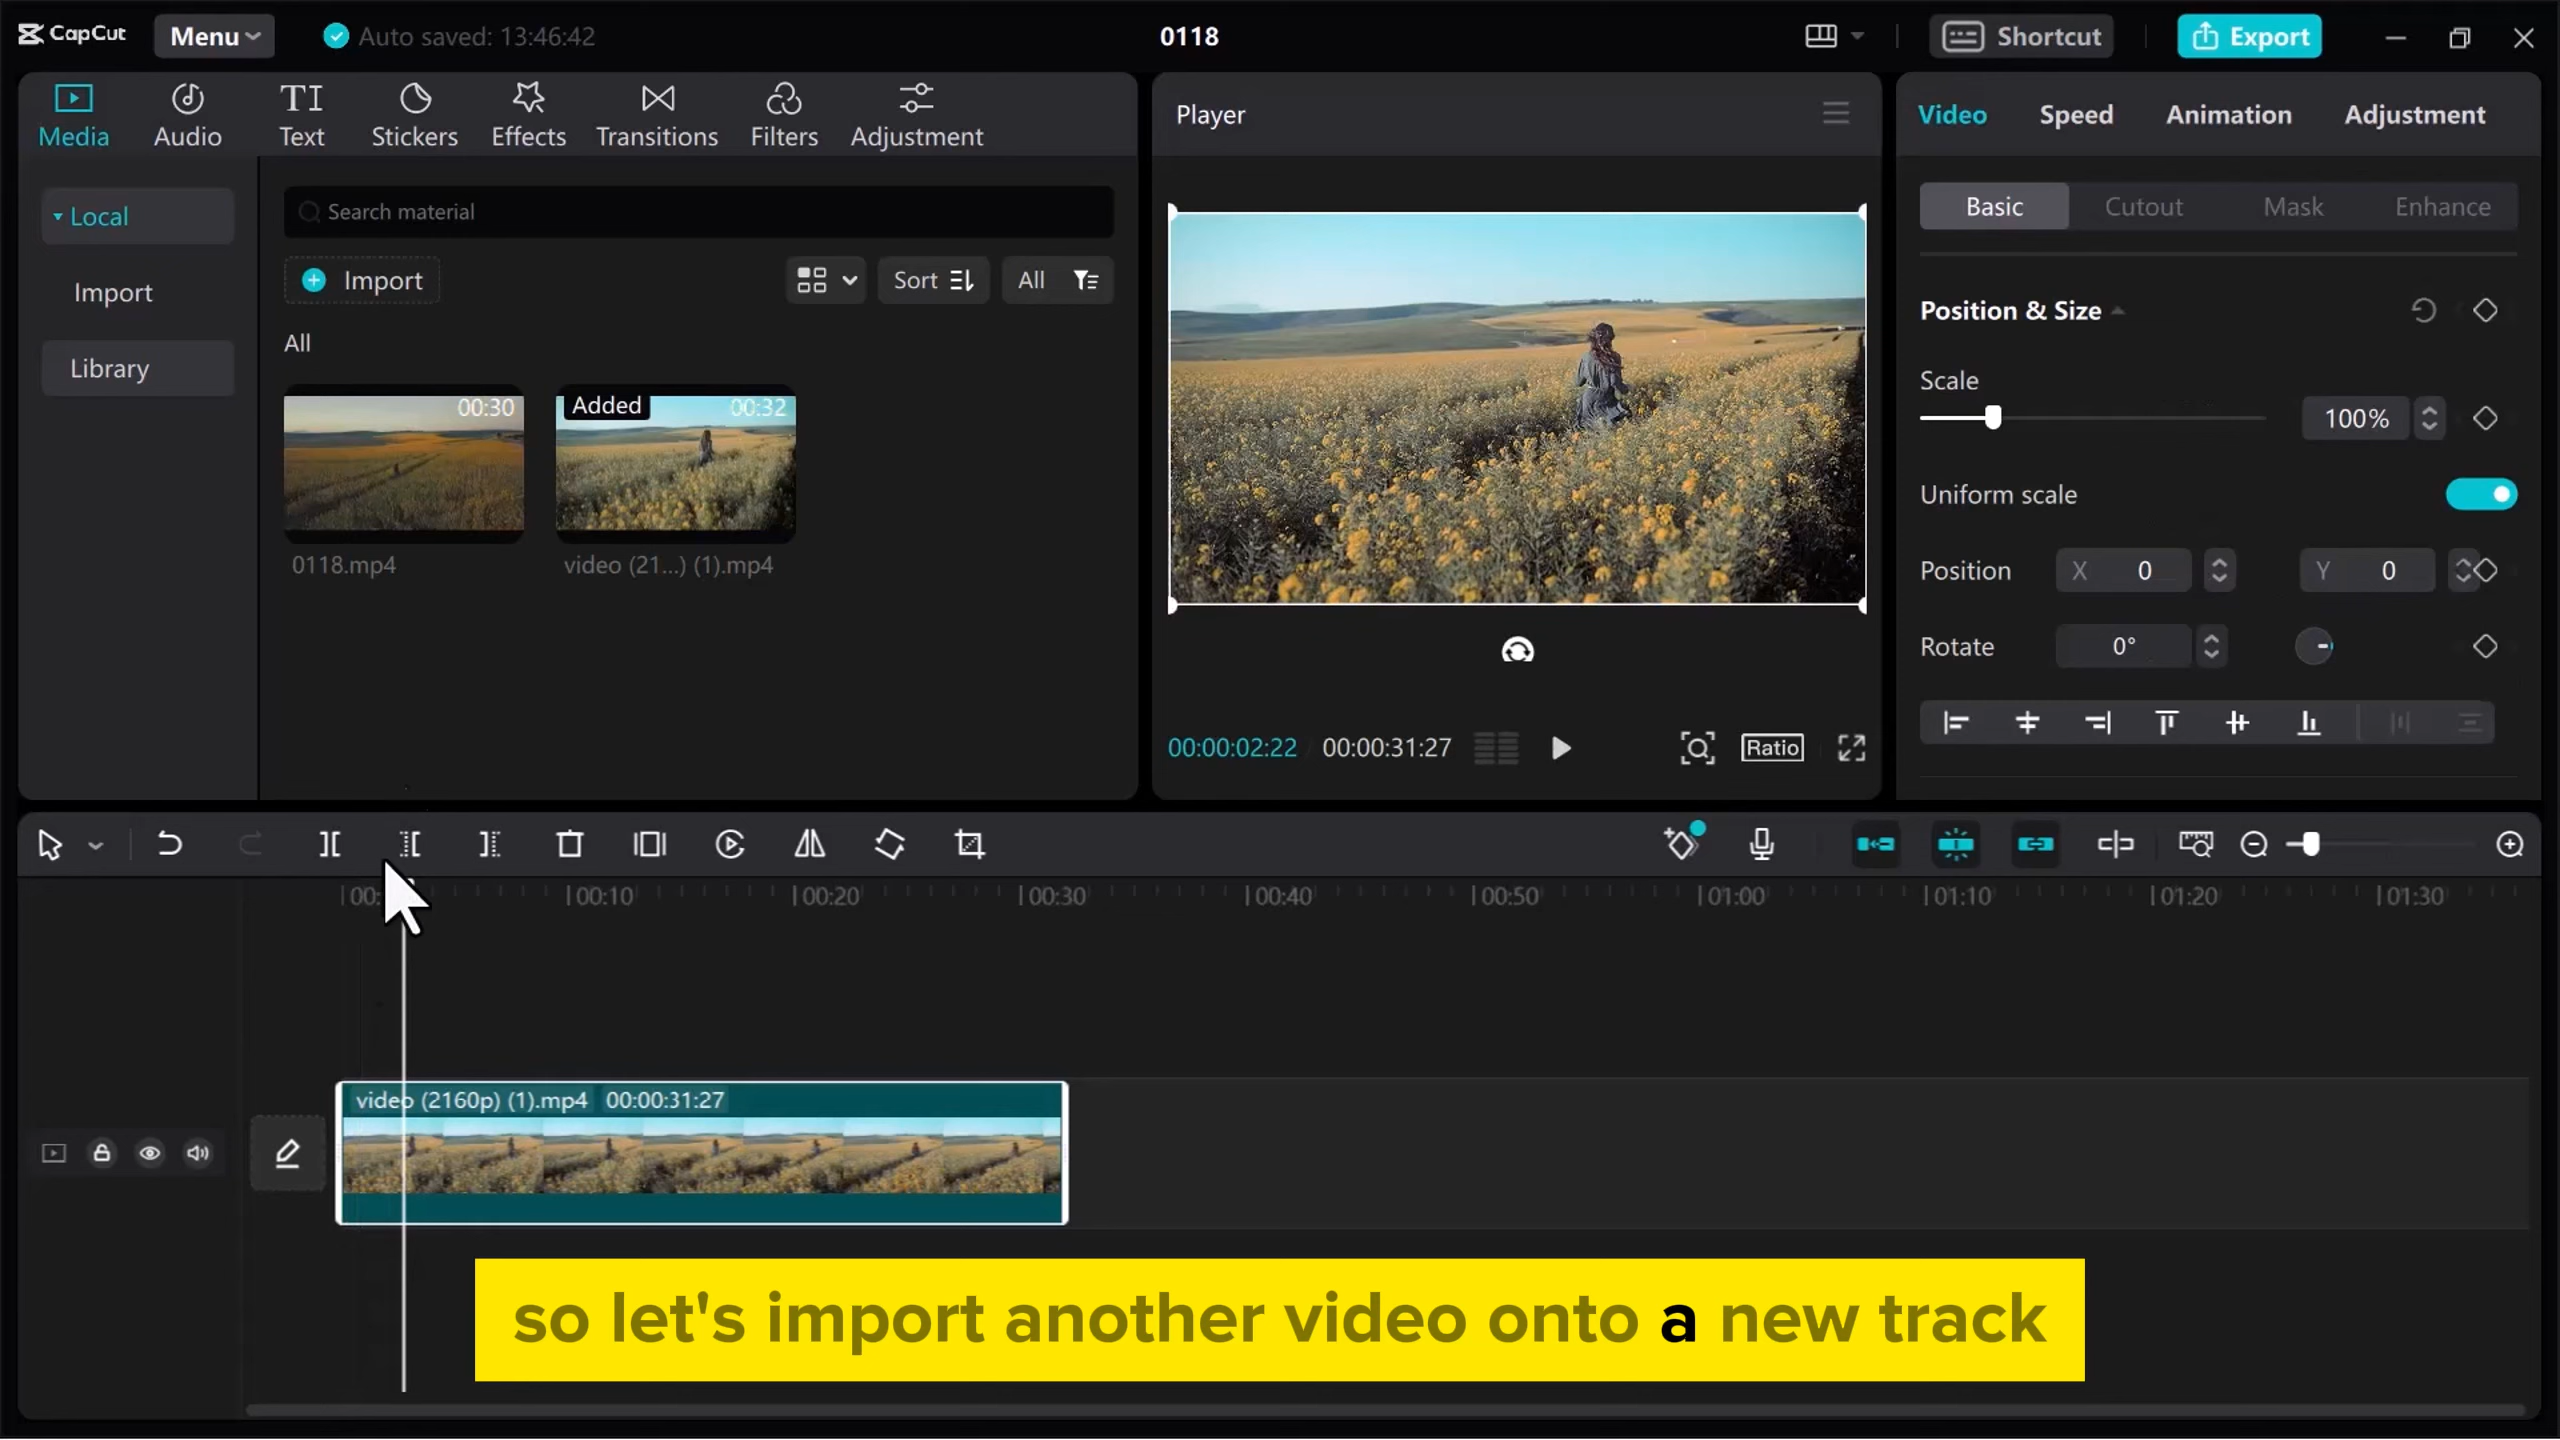 CapCut Menu Auto saved: 13:46:42 0118 Shortcut Export
Media Audio Text Stickers Effects Transitions Filters Adjustment
Local
Import
Library
Search material
Import Sort All
All
00:30
Added 00:32
0118.mp4 video (21...) (1).mp4
Player
00:00:02:22 00:00:31:27 Ratio
Video Speed Animation Adjustment
Basic Cutout Mask Enhance
Position & Size
Scale
100%
Uniform scale
Position X 0 Y 0
Rotate 0°
00:10 00:20 00:30 00:40 00:50 01:00 01:10 01:20 01:30
video (2160p) (1).mp4 00:00:31:27
so let's import another video onto a new track